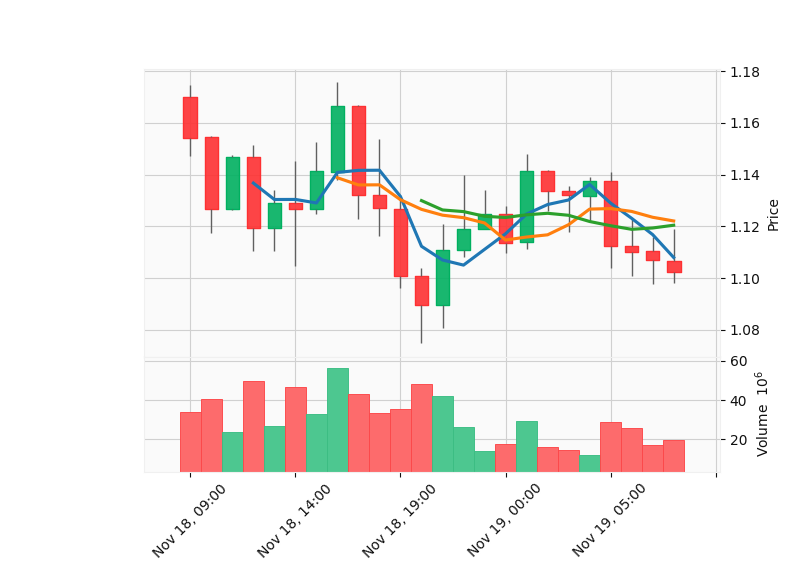 1.18
1.16
1.14
1.12
1.10
1.08
Price
60
40
20
Volume 10^6
Nov 18, 09:00
Nov 18, 14:00
Nov 18, 19:00
Nov 19, 00:00
Nov 19, 05:00